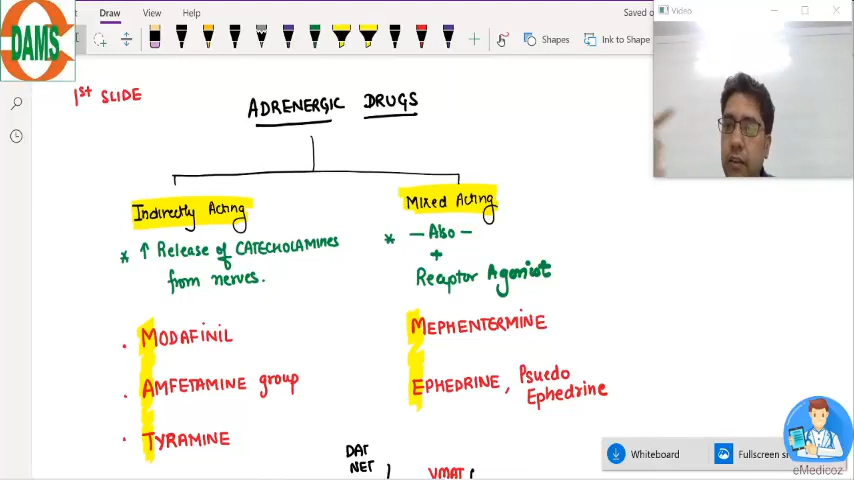 Draw
View
Help
Saved o
Video
DAMS
Shapes
Ink to Shape
1ST SLIDE
ADRENERGIC DRUGS
Indirectly Acting
Mixed Acting
* ↑ Release of CATECHOLAMINES
from nerves.
* — Also —
+
Receptor Agonist
. MODAFINIL
. AMFETAMINE group
. TYRAMINE
MEPHENTERMINE
EPHEDRINE, Psuedo
Ephedrine
DAT
NET
VMAT
Whiteboard
Fullscreen s
eMedicoz